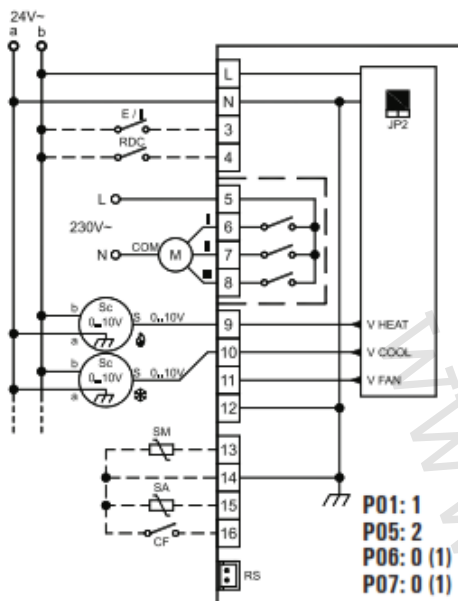 24V~
a b
L
N
JP2
E /
3
RDC
4
L 5
6
230V~
COM M 7
N
8
b Sc S 0..10V 9 V HEAT
0..10V
a
10 V COOL
b Sc S 0..10V 11 V FAN
0..10V
a
12
SM 13
14
SA 15
16
CF
RS
P01: 1
P05: 2
P06: 0 (1)
P07: 0 (1)